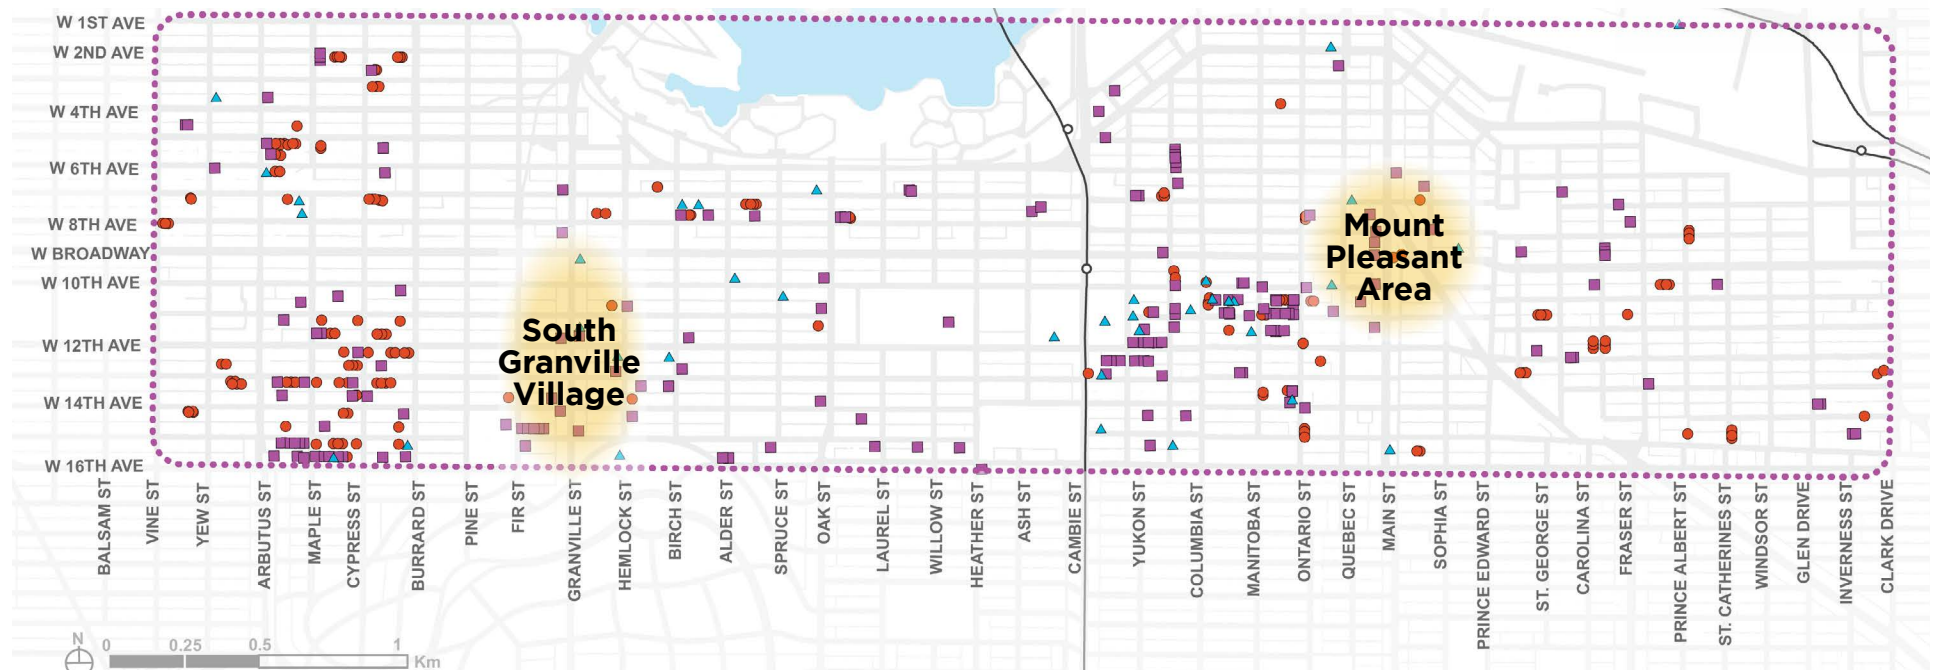 W 1ST AVE
W 2ND AVE
W 4TH AVE
W 6TH AVE
W 8TH AVE
W BROADWAY
W 10TH AVE
W 12TH AVE
W 14TH AVE
W 16TH AVE
South
Granville
Village
Mount
Pleasant
Area
BALSAM ST
VINE ST
YEW ST
ARBUTUS ST
MAPLE ST
CYPRESS ST
BURRARD ST
PINE ST
FIR ST
GRANVILLE ST
HEMLOCK ST
BIRCH ST
ALDER ST
SPRUCE ST
OAK ST
LAUREL ST
WILLOW ST
HEATHER ST
ASH ST
CAMBIE ST
YUKON ST
COLUMBIA ST
MANITOBA ST
ONTARIO ST
QUEBEC ST
MAIN ST
SOPHIA ST
PRINCE EDWARD ST
ST. GEORGE ST
CAROLINA ST
FRASER ST
PRINCE ALBERT ST
ST. CATHERINES ST
WINDSOR ST
GLEN DRIVE
INVERNESS ST
CLARK DRIVE
N
0 0.25 0.5 1
Km